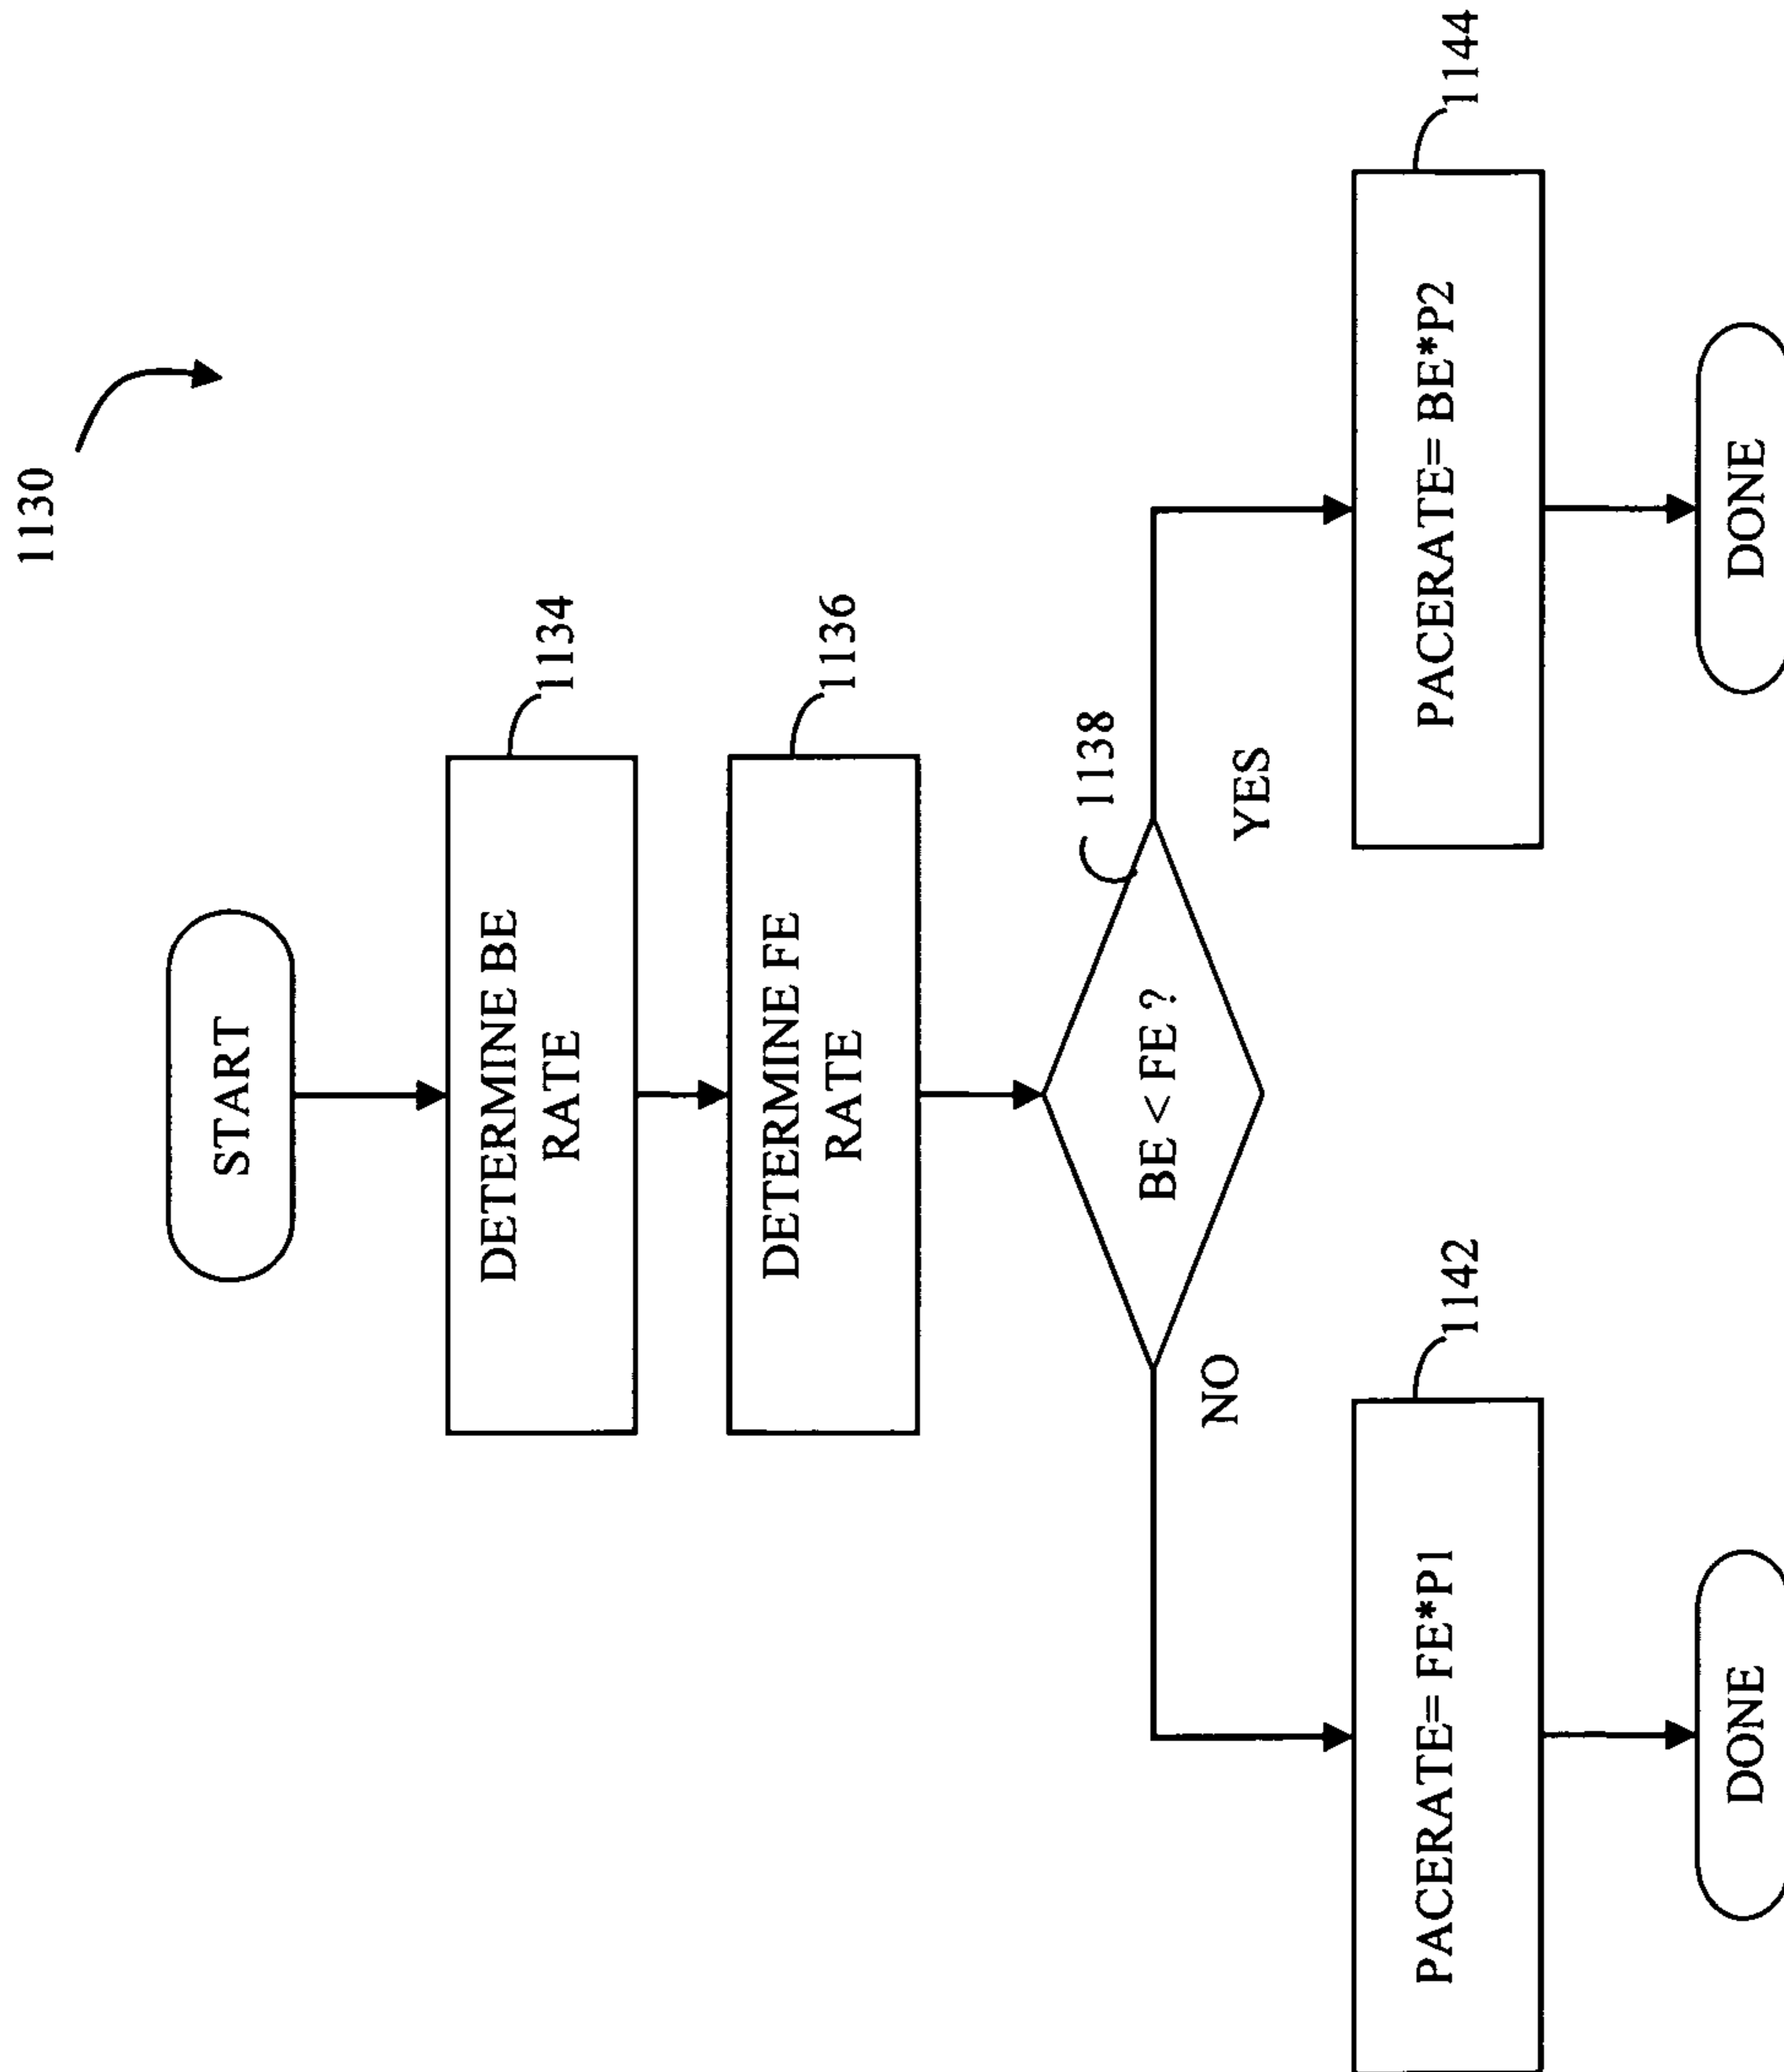 1130
START
DETERMINE BE
RATE
1134
DETERMINE FE
RATE
1136
1138
BE < FE ?
NO
YES
PACERATE= FE*P1
1142
PACERATE= BE*P2
1144
DONE
DONE